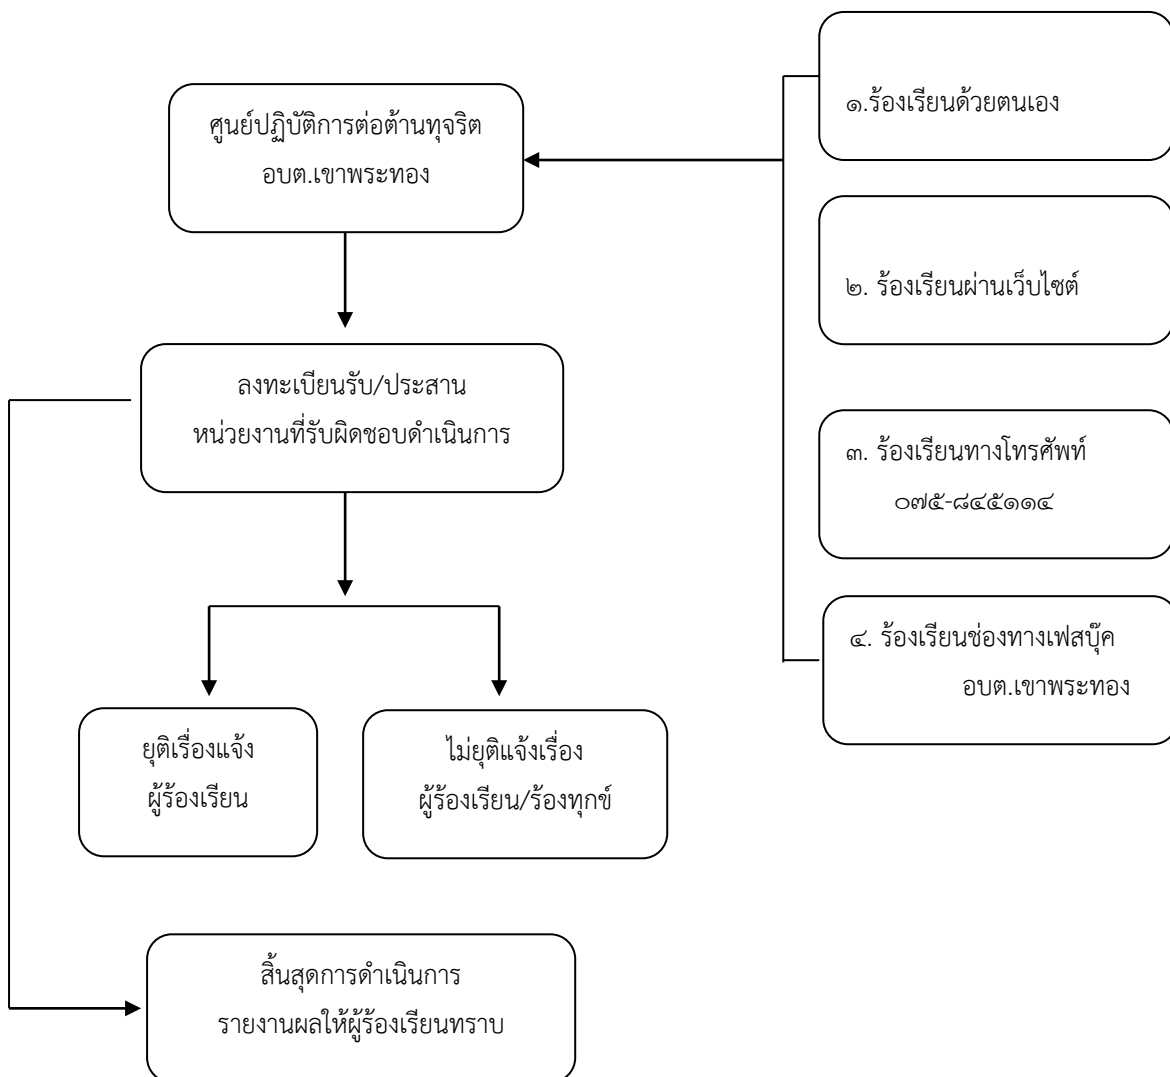 ศูนย์ปฏิบัติการต่อต้านทุจริต
อบต.เขาพระทอง
๑.ร้องเรียนด้วยตนเอง
๒. ร้องเรียนผ่านเว็บไซต์
๓. ร้องเรียนทางโทรศัพท์
๐๗๕-๘๔๕๑๑๔
๔. ร้องเรียนช่องทางเฟสบุ๊ค
อบต.เขาพระทอง
ลงทะเบียนรับ/ประสาน
หน่วยงานที่รับผิดชอบดำเนินการ
ยุติเรื่องแจ้ง
ผู้ร้องเรียน
ไม่ยุติแจ้งเรื่อง
ผู้ร้องเรียน/ร้องทุกข์
สิ้นสุดการดำเนินการ
รายงานผลให้ผู้ร้องเรียนทราบ